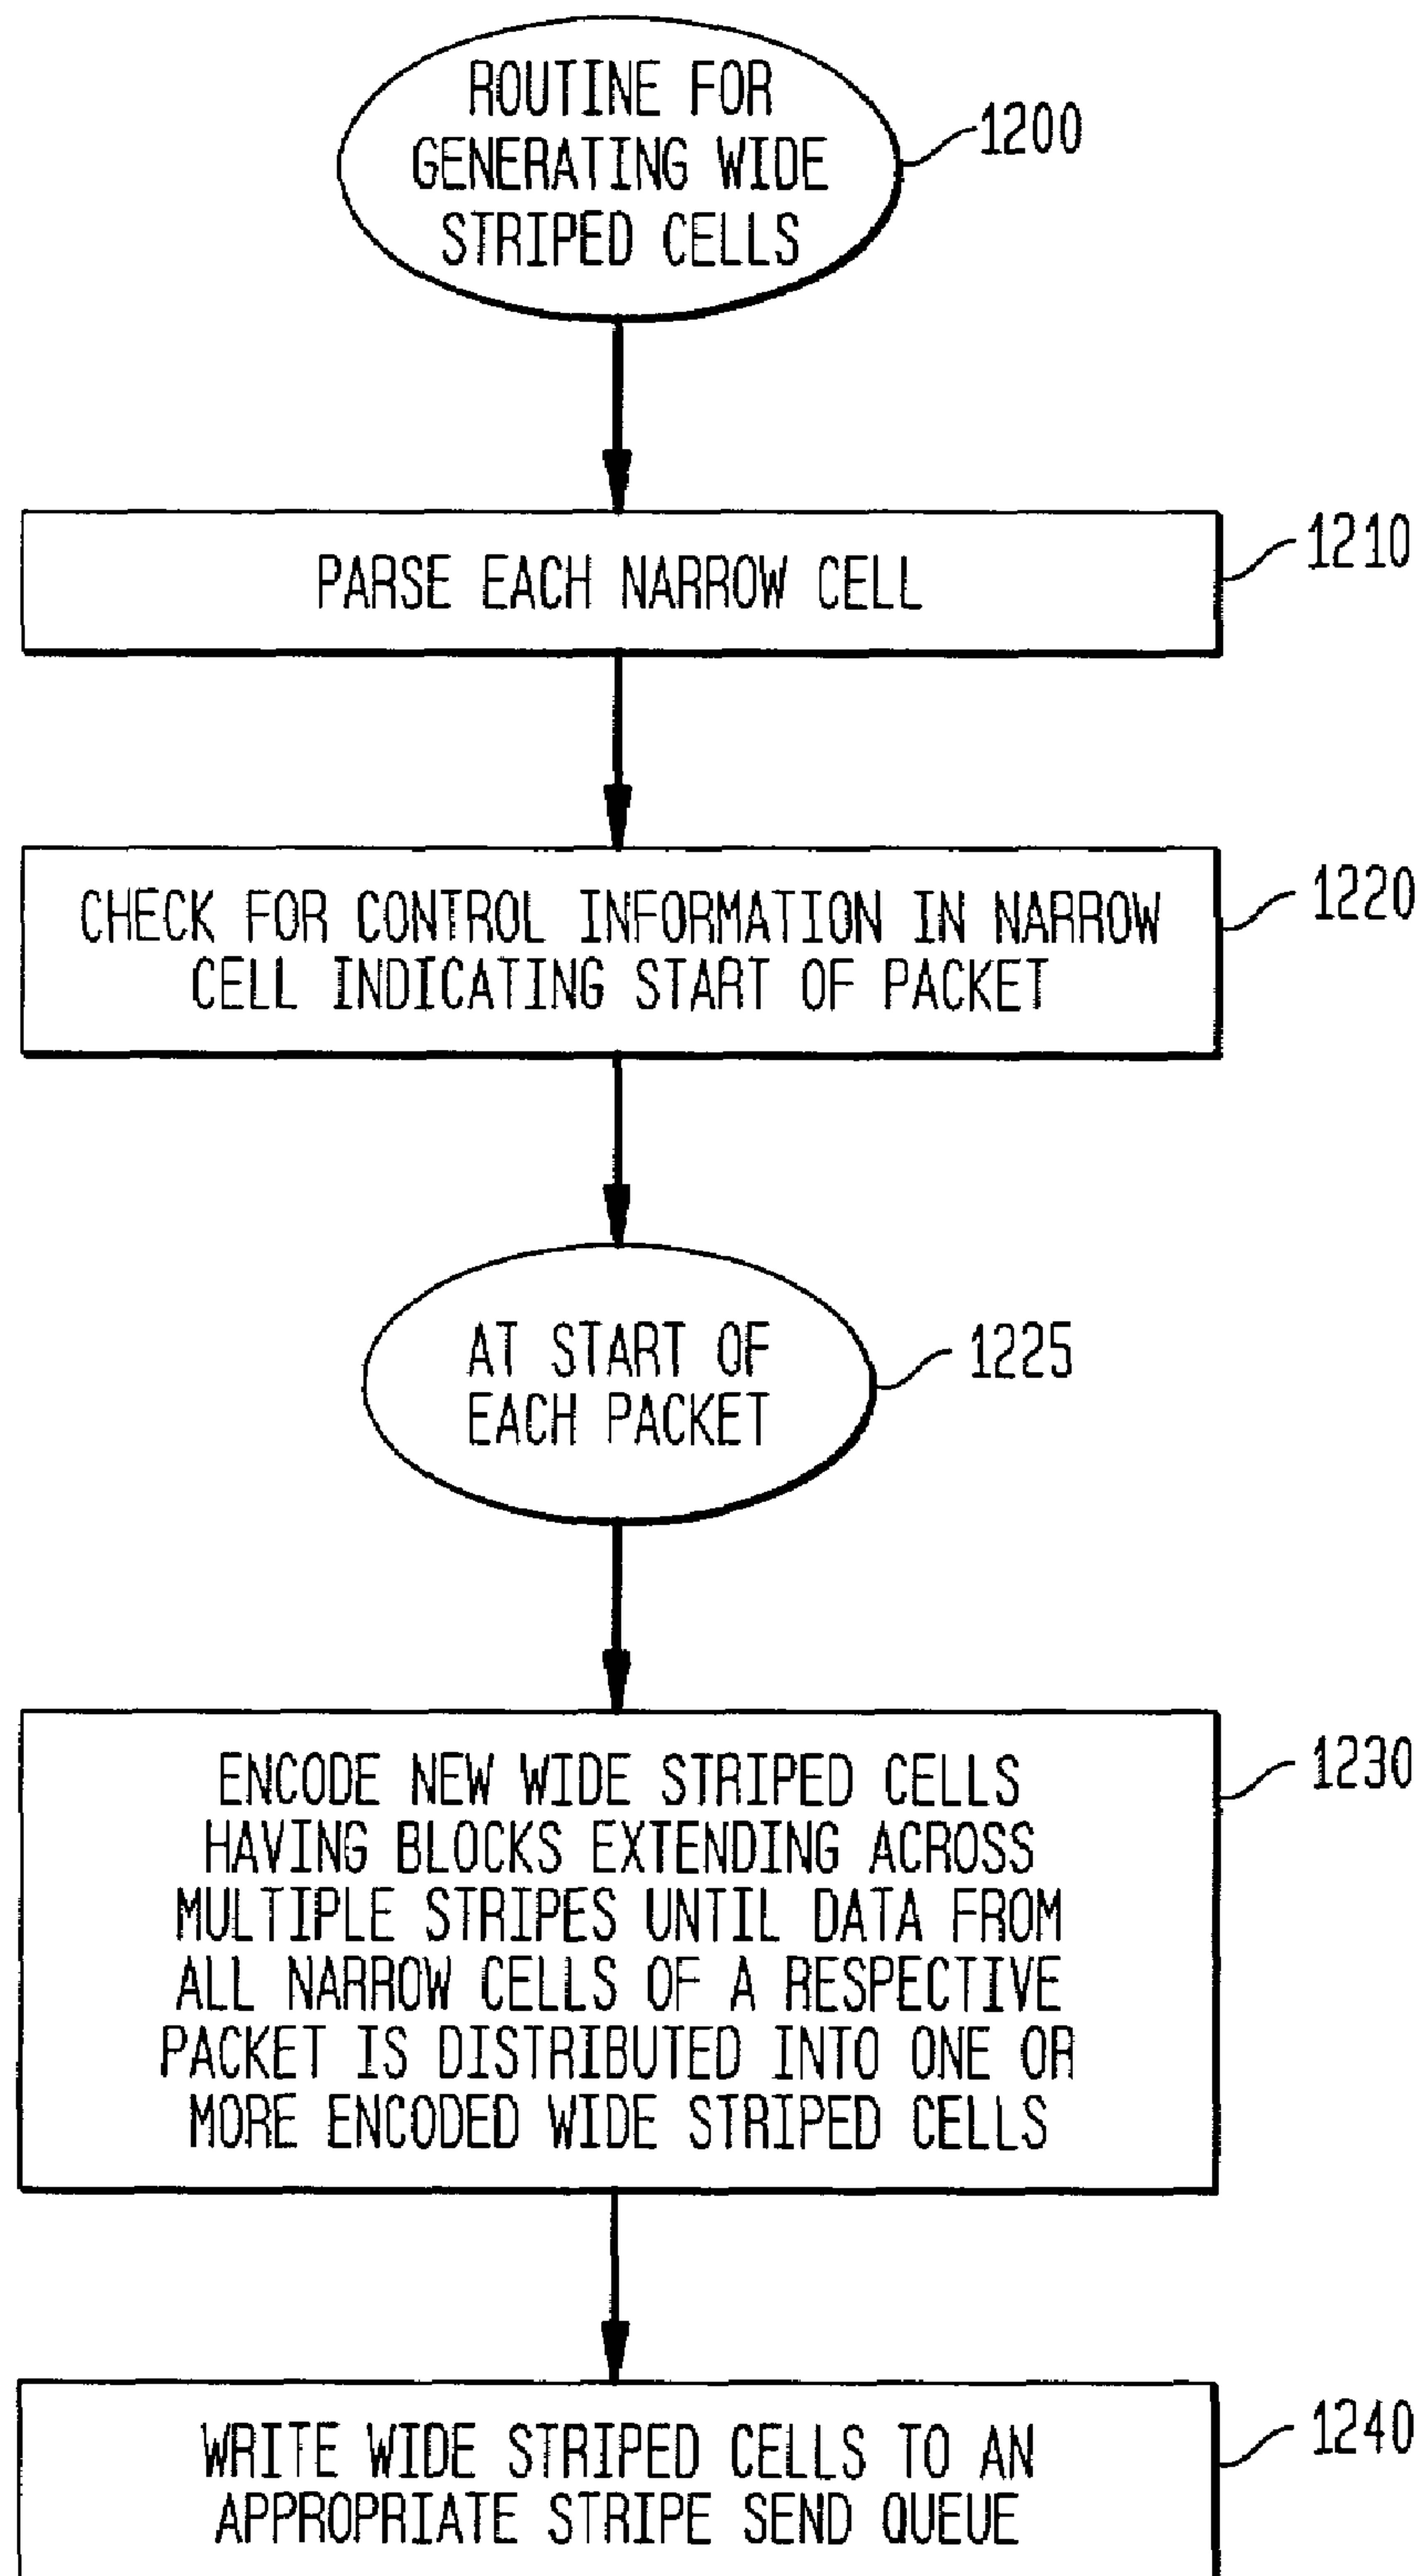 ROUTINE FOR
GENERATING WIDE
STRIPED CELLS
1200
PARSE EACH NARROW CELL
1210
CHECK FOR CONTROL INFORMATION IN NARROW
CELL INDICATING START OF PACKET
1220
AT START OF
EACH PACKET
1225
ENCODE NEW WIDE STRIPED CELLS
HAVING BLOCKS EXTENDING ACROSS
MULTIPLE STRIPES UNTIL DATA FROM
ALL NARROW CELLS OF A RESPECTIVE
PACKET IS DISTRIBUTED INTO ONE OR
MORE ENCODED WIDE STRIPED CELLS
1230
WRITE WIDE STRIPED CELLS TO AN
APPROPRIATE STRIPE SEND QUEUE
1240